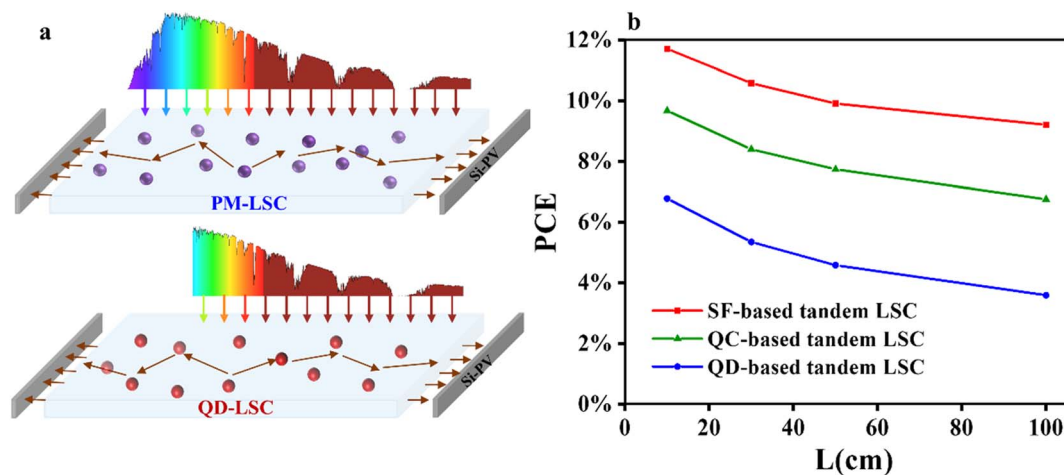 a
Si-PV
PM-LSC
Si-PV
QD-LSC
b
12%
10%
8%
6%
4%
2%
0%
PCE
SF-based tandem LSC
QC-based tandem LSC
QD-based tandem LSC
0 20 40 60 80 100
L(cm)